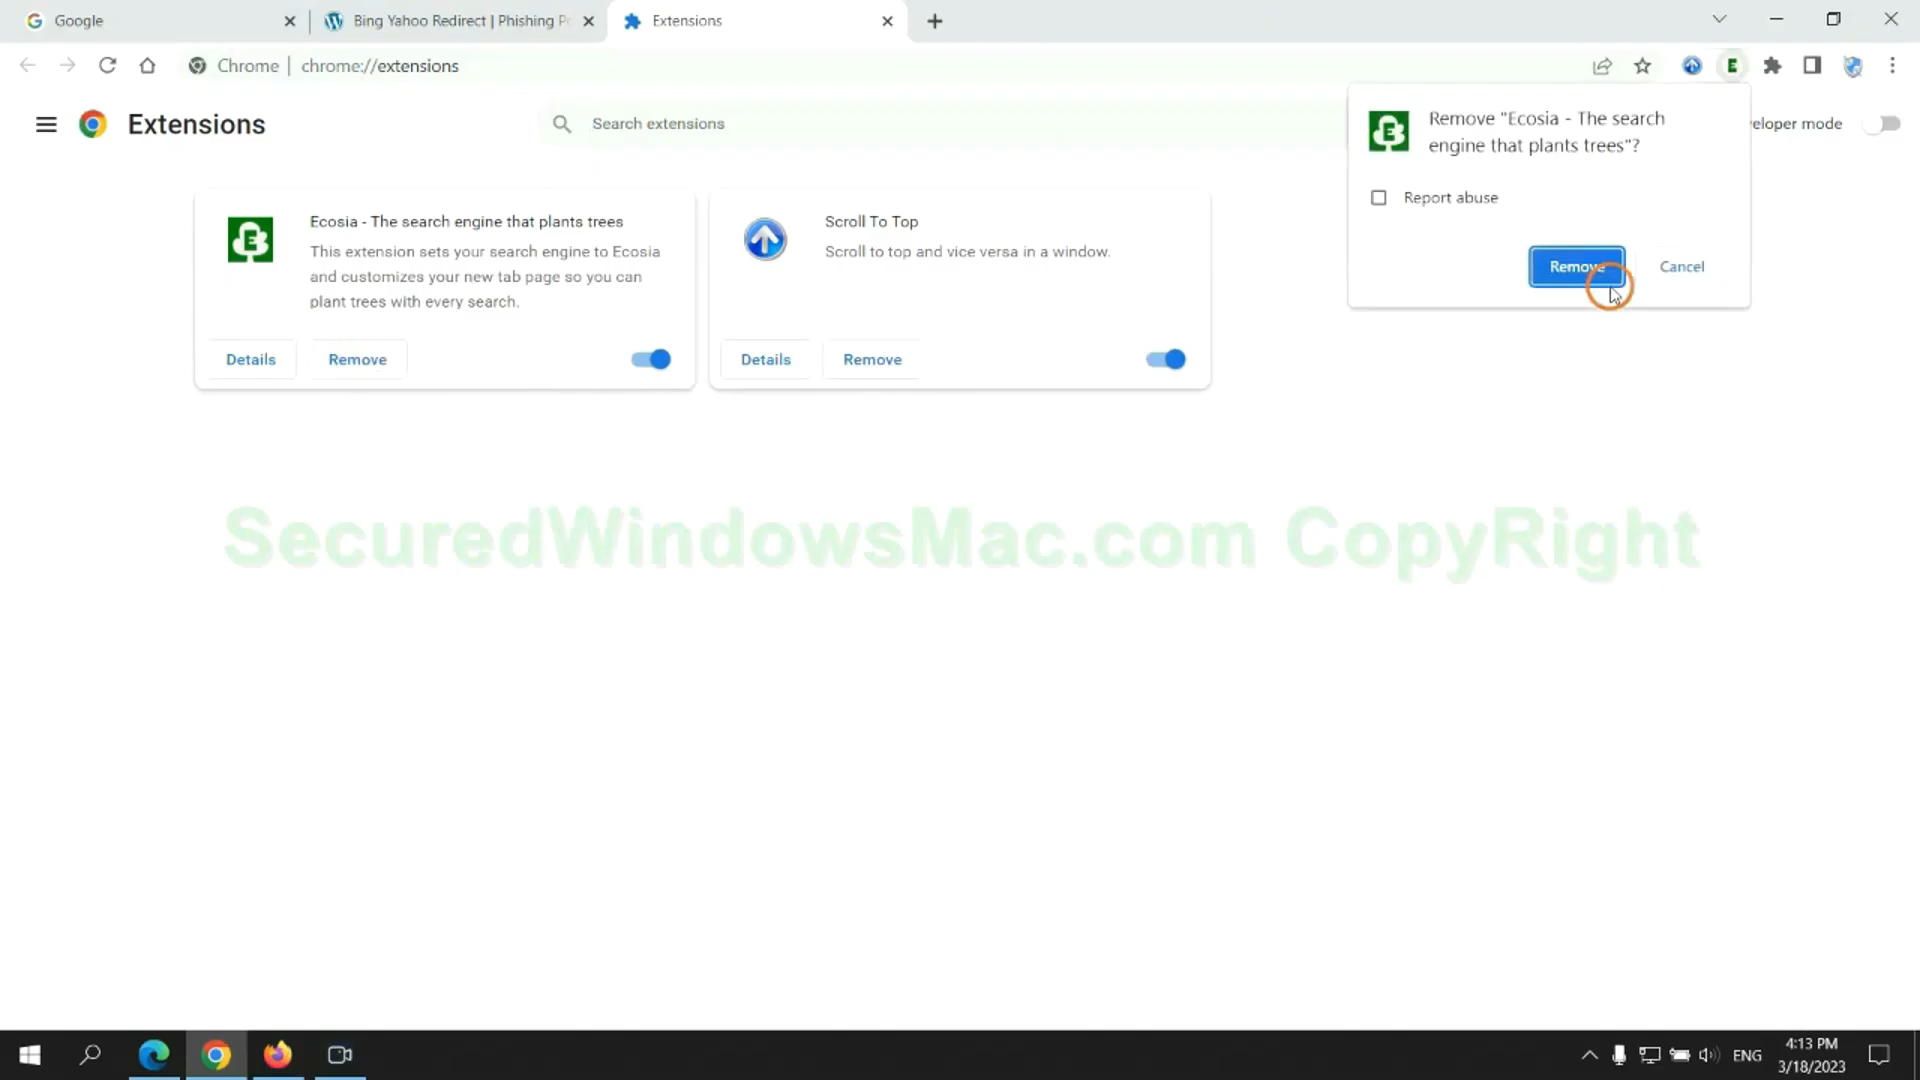 Google
Bing Yahoo Redirect | Phishing P
Extensions
Chrome
chrome://extensions
E
Extensions
Search extensions
veloper mode
Remove "Ecosia - The search
engine that plants trees"?
Report abuse
Remove
Cancel
Ecosia - The search engine that plants trees
This extension sets your search engine to Ecosia
and customizes your new tab page so you can
plant trees with every search.
Details
Remove
Scroll To Top
Scroll to top and vice versa in a window.
Details
Remove
SecuredWindowsMac.com CopyRight
ENG
4:13 PM
3/18/2023